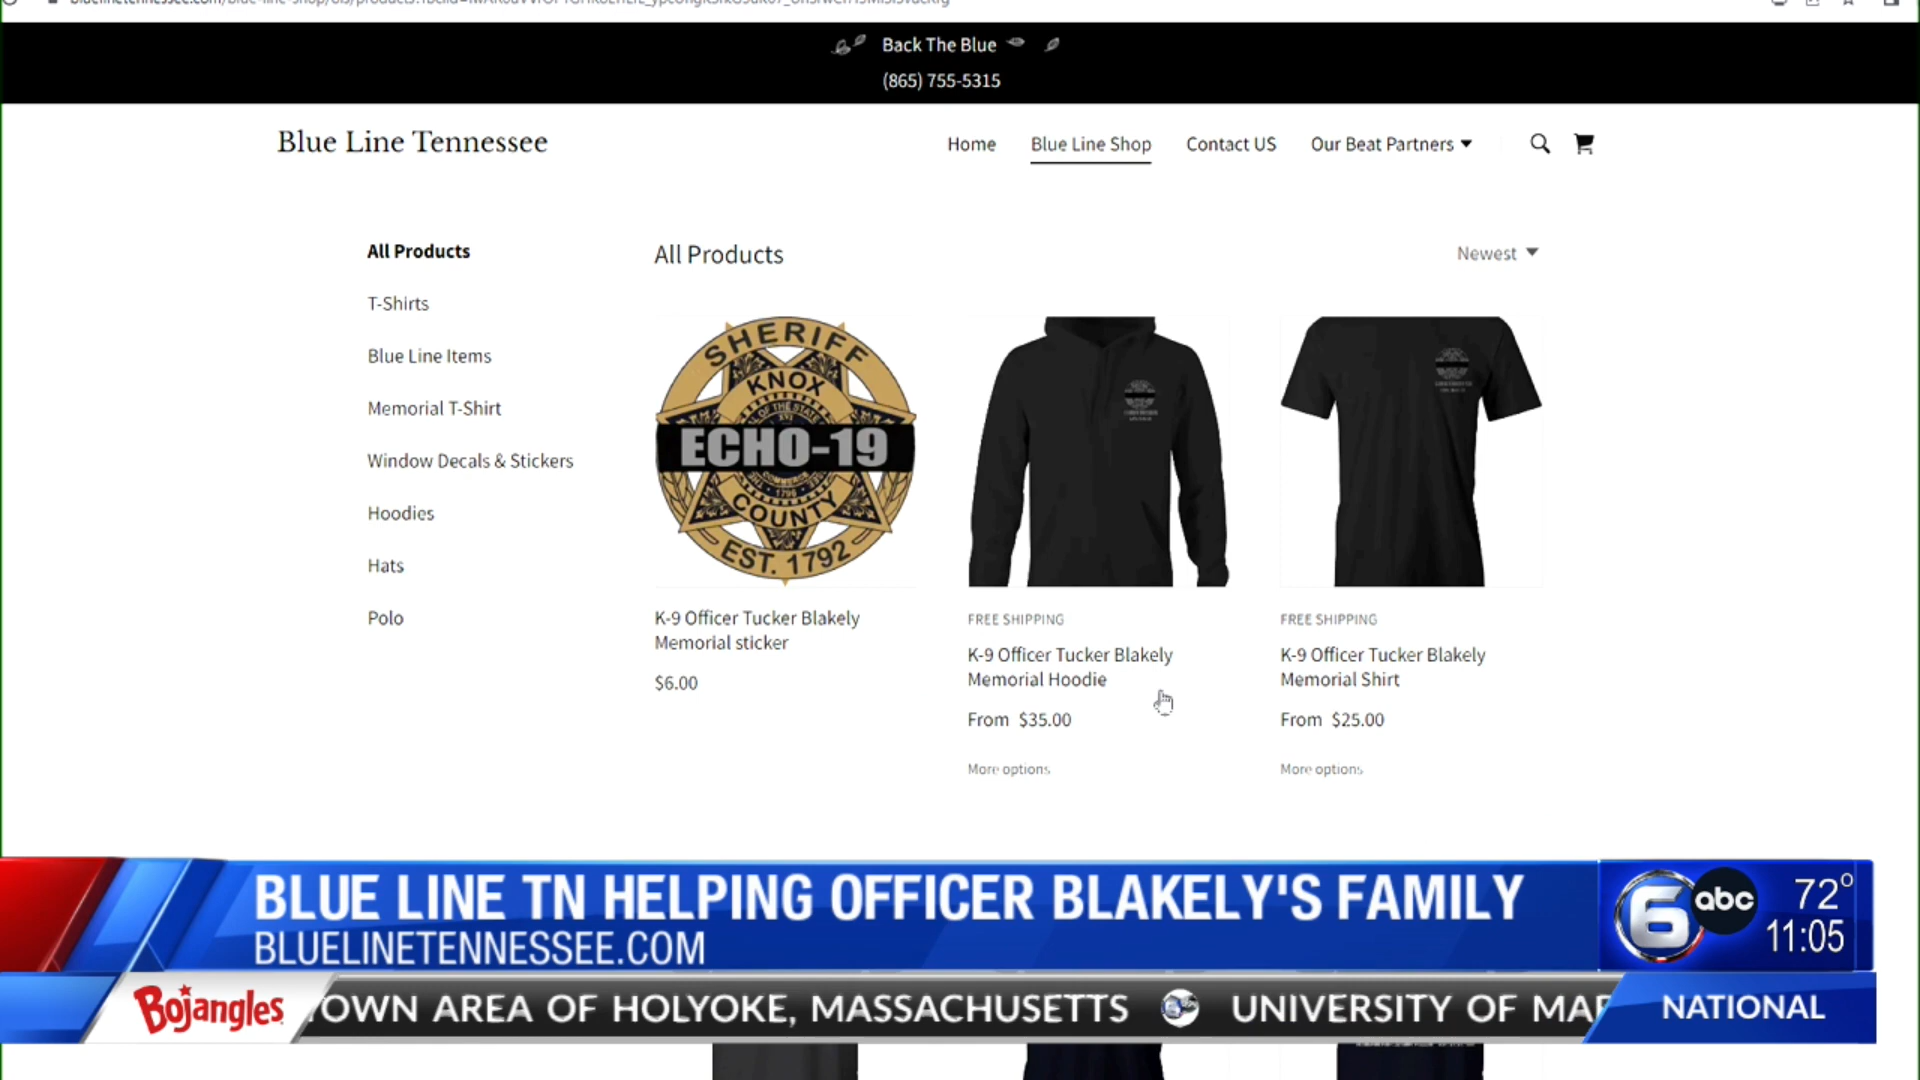 Back The Blue
(865) 755-5315
Blue Line Tennessee
Home
Blue Line Shop
Contact US
Our Beat Partners
All Products
T-Shirts
Blue Line Items
Memorial T-Shirt
Window Decals & Stickers
Hoodies
Hats
Polo
All Products
Newest
SHERIFF
KNOX
ECHO-19
COUNTY
EST. 1792
K-9 Officer Tucker Blakely
Memorial sticker
$6.00
FREE SHIPPING
K-9 Officer Tucker Blakely
Memorial Hoodie
From $35.00
More options
FREE SHIPPING
K-9 Officer Tucker Blakely
Memorial Shirt
From $25.00
More options
BLUE LINE TN HELPING OFFICER BLAKELY'S FAMILY
BLUELINETENNESSEE.COM
6 abc
72°
11:05
Bojangles
OWN AREA OF HOLYOKE, MASSACHUSETTS
UNIVERSITY OF MAR
NATIONAL